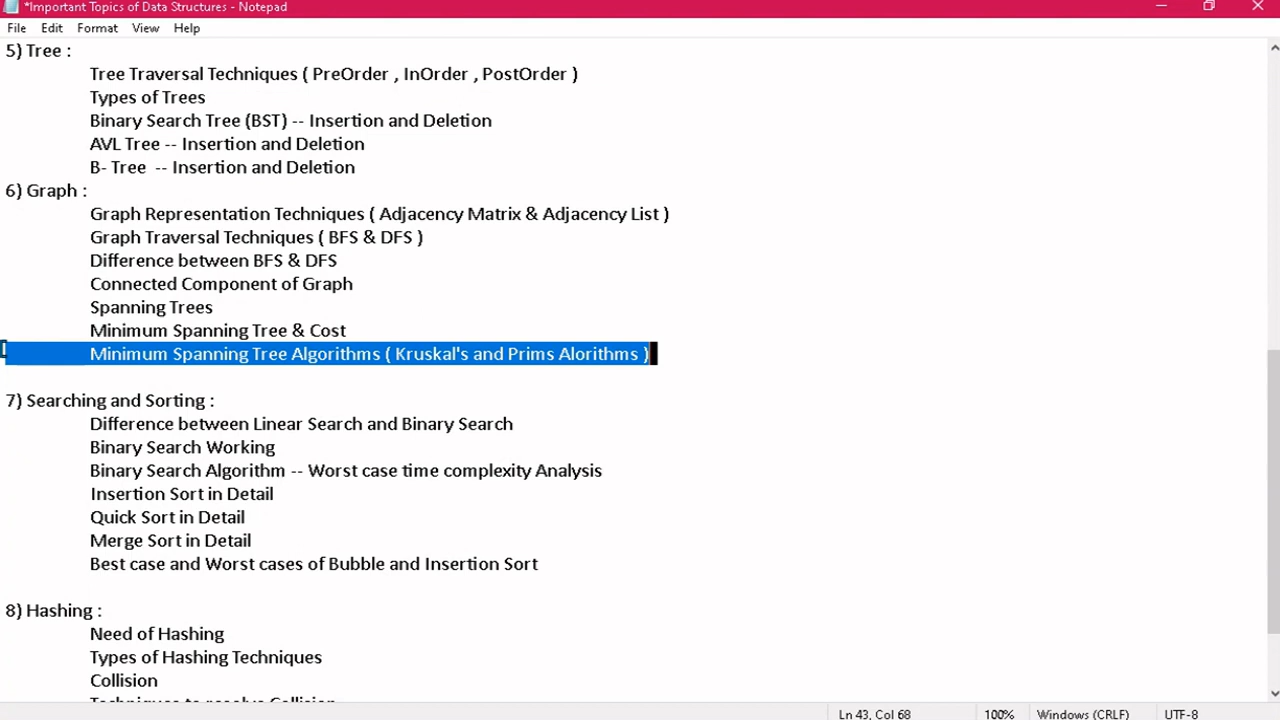 *Important Topics of Data Structures - Notepad
File Edit Format View Help
5) Tree :
Tree Traversal Techniques ( PreOrder , InOrder , PostOrder )
Types of Trees
Binary Search Tree (BST) -- Insertion and Deletion
AVL Tree -- Insertion and Deletion
B- Tree -- Insertion and Deletion
6) Graph :
Graph Representation Techniques ( Adjacency Matrix & Adjacency List )
Graph Traversal Techniques ( BFS & DFS )
Difference between BFS & DFS
Connected Component of Graph
Spanning Trees
Minimum Spanning Tree & Cost
Minimum Spanning Tree Algorithms ( Kruskal's and Prims Alorithms )
7) Searching and Sorting :
Difference between Linear Search and Binary Search
Binary Search Working
Binary Search Algorithm -- Worst case time complexity Analysis
Insertion Sort in Detail
Quick Sort in Detail
Merge Sort in Detail
Best case and Worst cases of Bubble and Insertion Sort
8) Hashing :
Need of Hashing
Types of Hashing Techniques
Collision
Techniques to resolve Collision
Ln 43, Col 68 100% Windows (CRLF) UTF-8